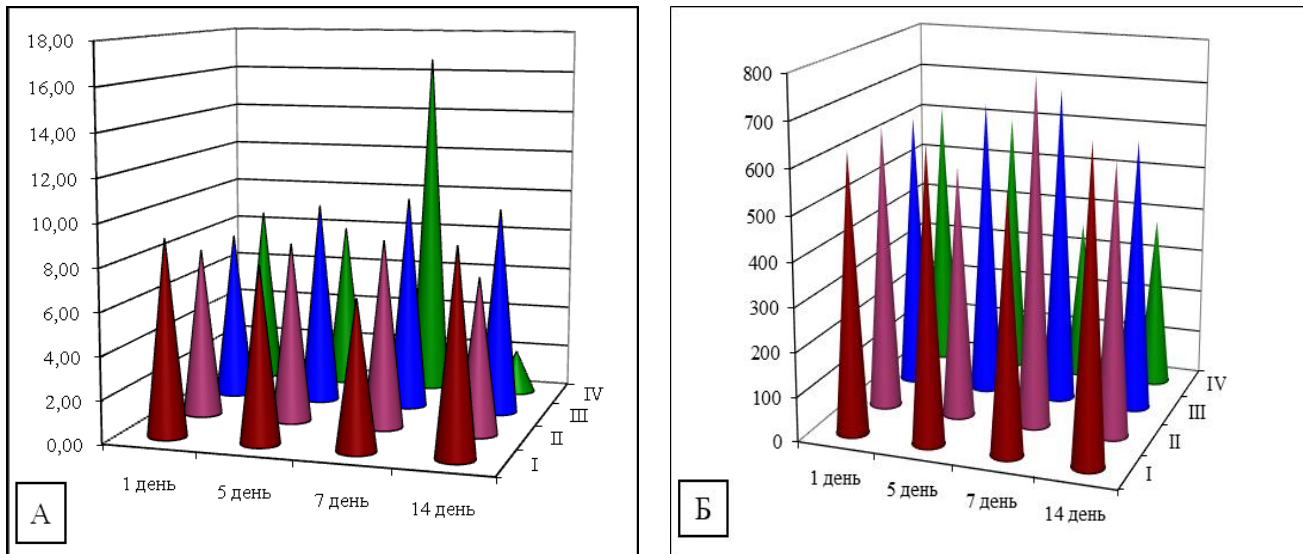 18,00
16,00
14,00
12,00
10,00
8,00
6,00
4,00
2,00
0,00
1 день
5 день
7 день
14 день
I
II
III
IV
А
800
700
600
500
400
300
200
100
0
1 день
5 день
7 день
14 день
I
II
III
IV
Б